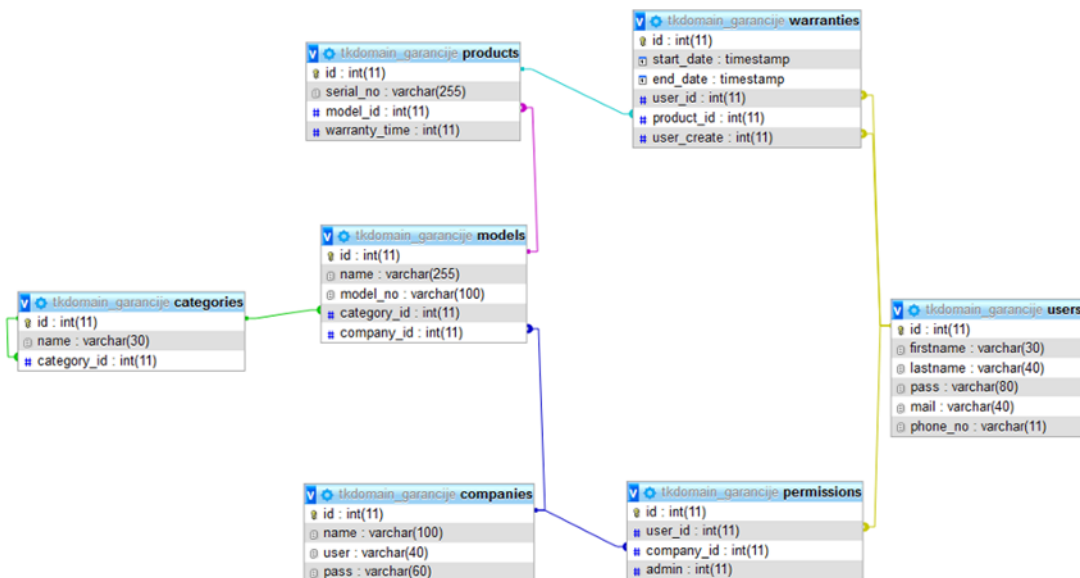 v tkdomain_garancije products
id : int(11)
serial_no : varchar(255)
# model_id : int(11)
# warranty_time : int(11)
v tkdomain_garancije warranties
id : int(11)
start_date : timestamp
end_date : timestamp
# user_id : int(11)
# product_id : int(11)
# user_create : int(11)
v tkdomain_garancije models
id : int(11)
name : varchar(255)
model_no : varchar(100)
# category_id : int(11)
# company_id : int(11)
v tkdomain_garancije categories
id : int(11)
name : varchar(30)
# category_id : int(11)
v tkdomain_garancije users
id : int(11)
firstname : varchar(30)
lastname : varchar(40)
pass : varchar(80)
mail : varchar(40)
phone_no : varchar(11)
v tkdomain_garancije companies
id : int(11)
name : varchar(100)
user : varchar(40)
pass : varchar(60)
v tkdomain_garancije permissions
id : int(11)
# user_id : int(11)
# company_id : int(11)
# admin : int(11)